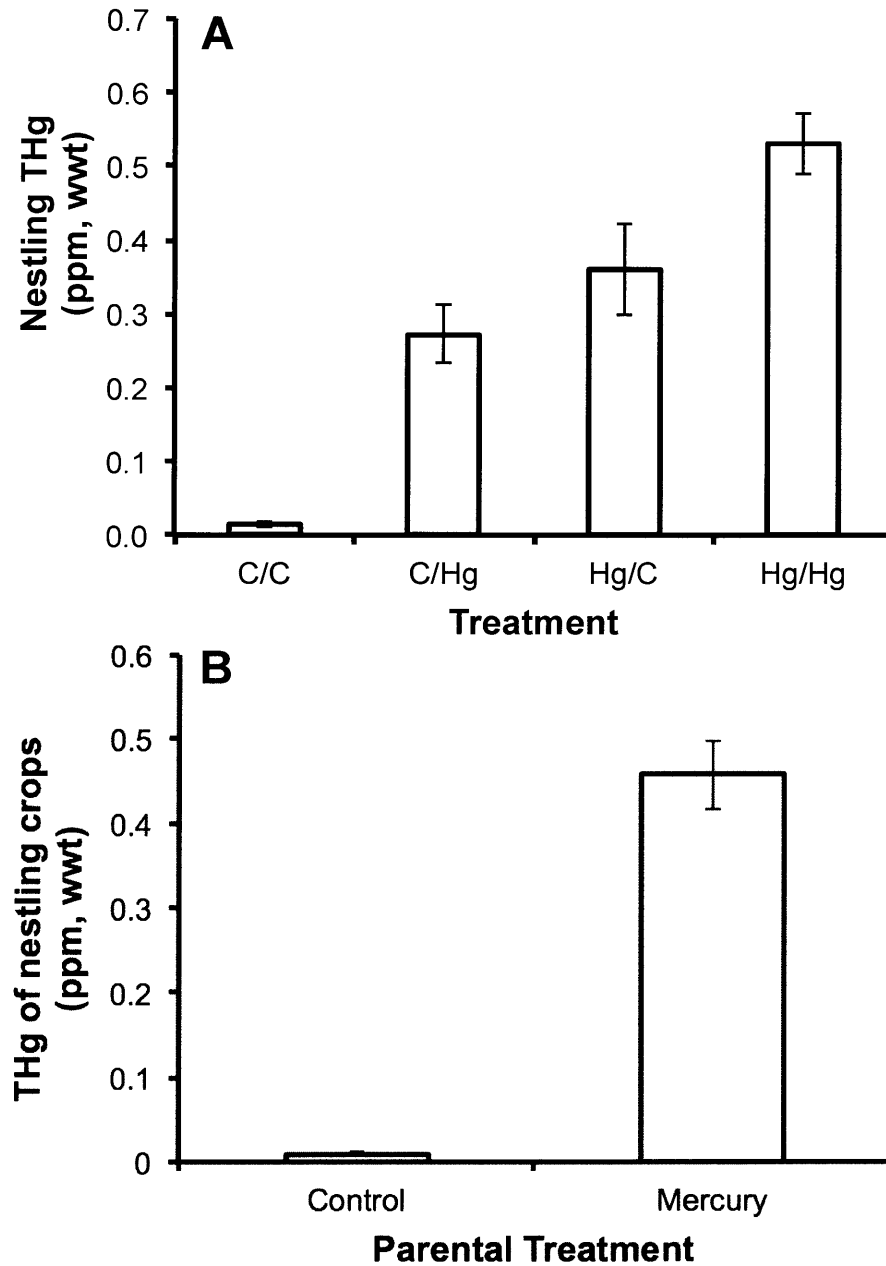 A
Nestling THg
(ppm, wwt)
0.7
0.6
0.5
0.4
0.3
0.2
0.1
0.0
C/C C/Hg Hg/C Hg/Hg
Treatment
B
THg of nestling crops
(ppm, wwt)
0.6
0.5
0.4
0.3
0.2
0.1
0
Control Mercury
Parental Treatment